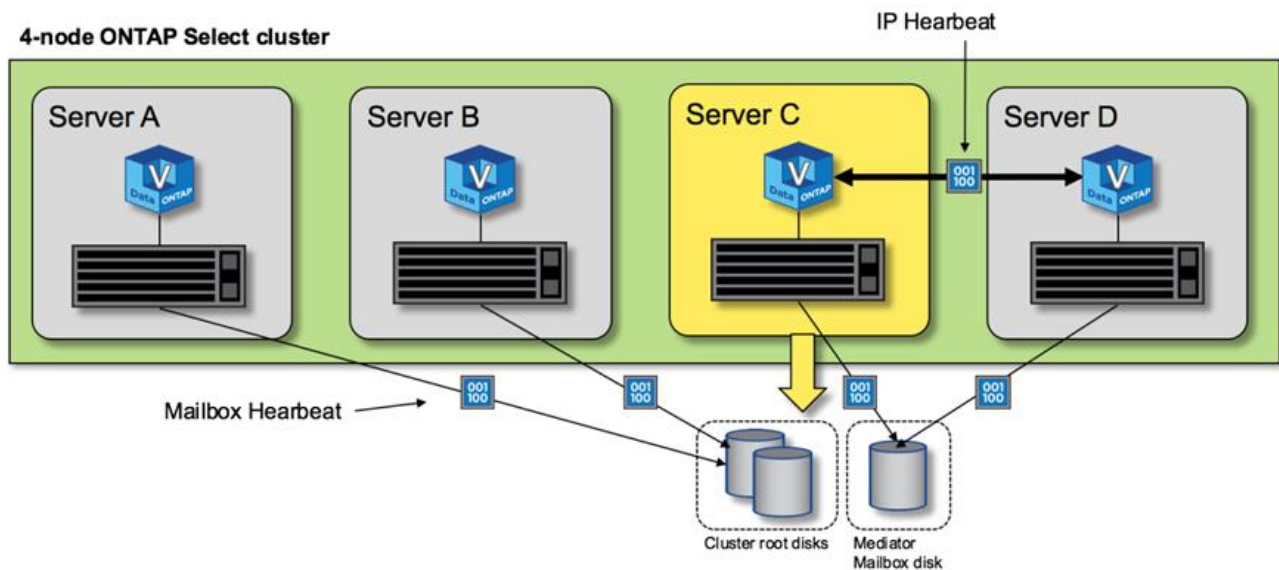 IP Hearbeat
4-node ONTAP Select cluster
Server A
Server B
Server C
Server D
V
Data ONTAP
V
Data ONTAP
V
Data ONTAP
V
Data ONTAP
001
100
Mailbox Hearbeat
001
100
001
100
001
100
001
100
Cluster root disks
Mediator
Mailbox disk